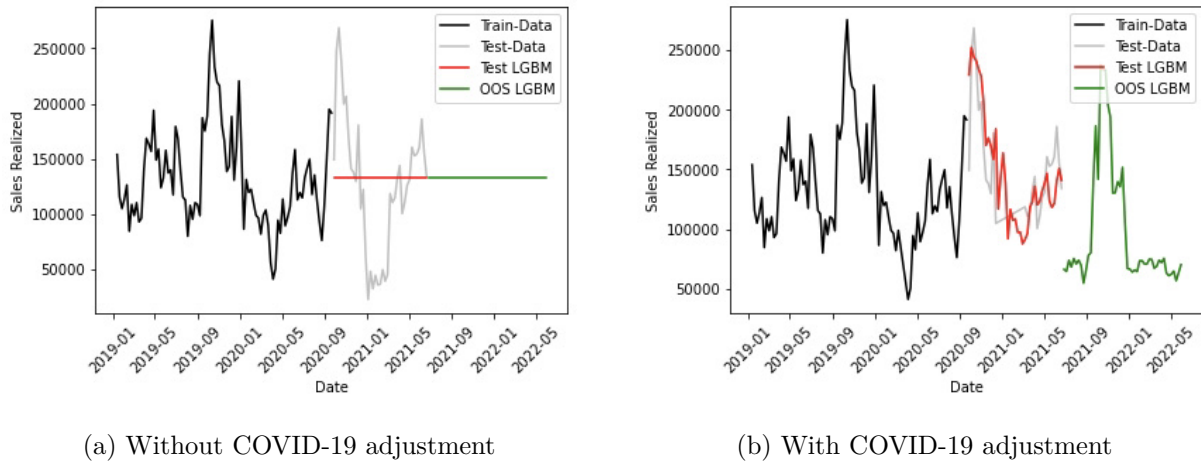 Train-Data
Test-Data
Test LGBM
OOS LGBM
Sales Realized
250000
200000
150000
100000
50000
2019-01
2019-05
2019-09
2020-01
2020-05
2020-09
2021-01
2021-05
2021-09
2022-01
2022-05
Date
(a) Without COVID-19 adjustment
Train-Data
Test-Data
Test LGBM
OOS LGBM
Sales Realized
250000
200000
150000
100000
50000
2019-01
2019-05
2019-09
2020-01
2020-05
2020-09
2021-01
2021-05
2021-09
2022-01
2022-05
Date
(b) With COVID-19 adjustment